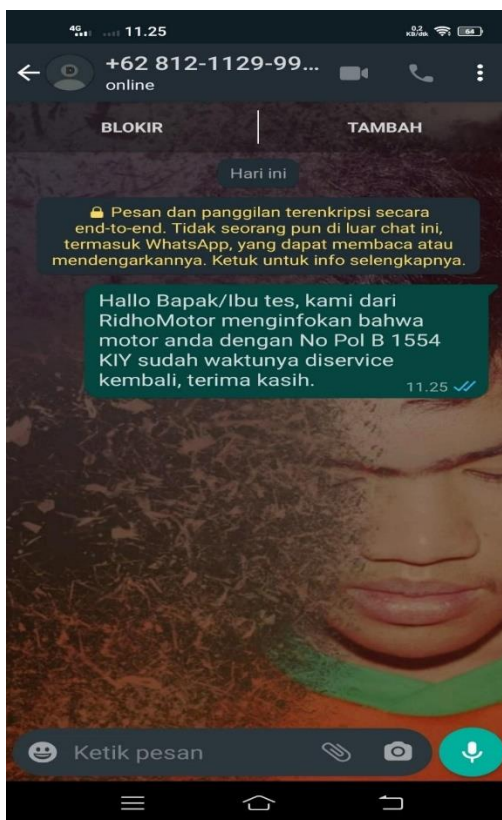 4G 11.25 0,2 KB/dtk 64
D +62 812-1129-99...
online
BLOKIR TAMBAH
Hari ini
Pesan dan panggilan terenkripsi secara
end-to-end. Tidak seorang pun di luar chat ini,
termasuk WhatsApp, yang dapat membaca atau
mendengarkannya. Ketuk untuk info selengkapnya.
Hallo Bapak/Ibu tes, kami dari
RidhoMotor menginfokan bahwa
motor anda dengan No Pol B 1554
KIY sudah waktunya diservice
kembali, terima kasih.
11.25
Ketik pesan